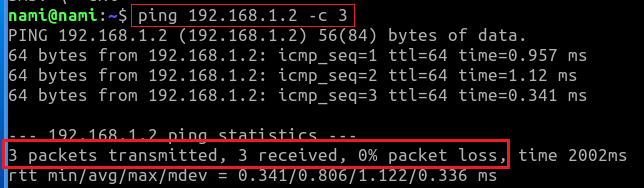 nami@nami:~$ ping 192.168.1.2 -c 3
PING 192.168.1.2 (192.168.1.2) 56(84) bytes of data.
64 bytes from 192.168.1.2: icmp_seq=1 ttl=64 time=0.957 ms
64 bytes from 192.168.1.2: icmp_seq=2 ttl=64 time=1.12 ms
64 bytes from 192.168.1.2: icmp_seq=3 ttl=64 time=0.341 ms
--- 192.168.1.2 ping statistics ---
3 packets transmitted, 3 received, 0% packet loss, time 2002ms
rtt min/avg/max/mdev = 0.341/0.806/1.122/0.336 ms